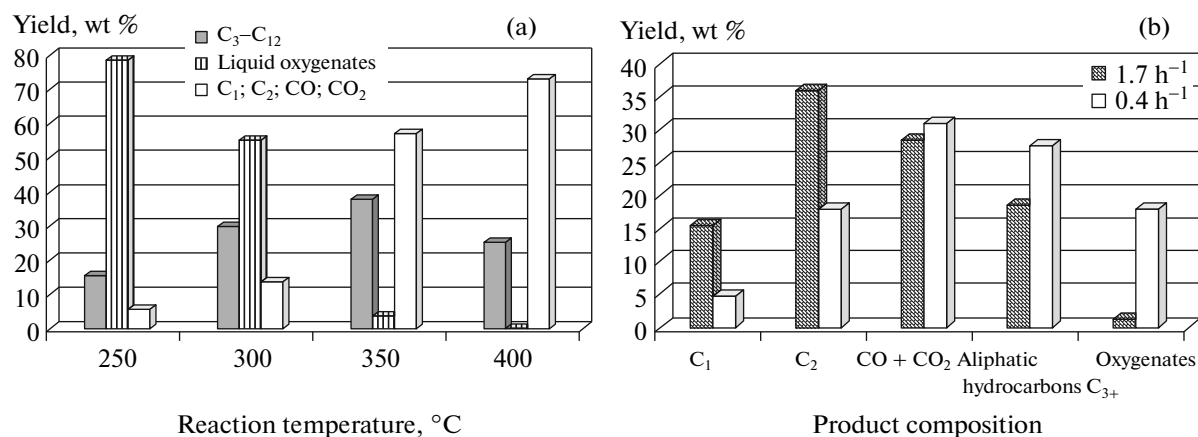 Yield, wt %
(a)
C₃–C₁₂
Liquid oxygenates
C₁; C₂; CO; CO₂
80
70
60
50
40
30
20
10
0
250 300 350 400
Reaction temperature, °C
Yield, wt %
(b)
1.7 h⁻¹
0.4 h⁻¹
40
35
30
25
20
15
10
5
0
C₁ C₂ CO + CO₂ Aliphatic Oxygenates
hydrocarbons C₃₊
Product composition